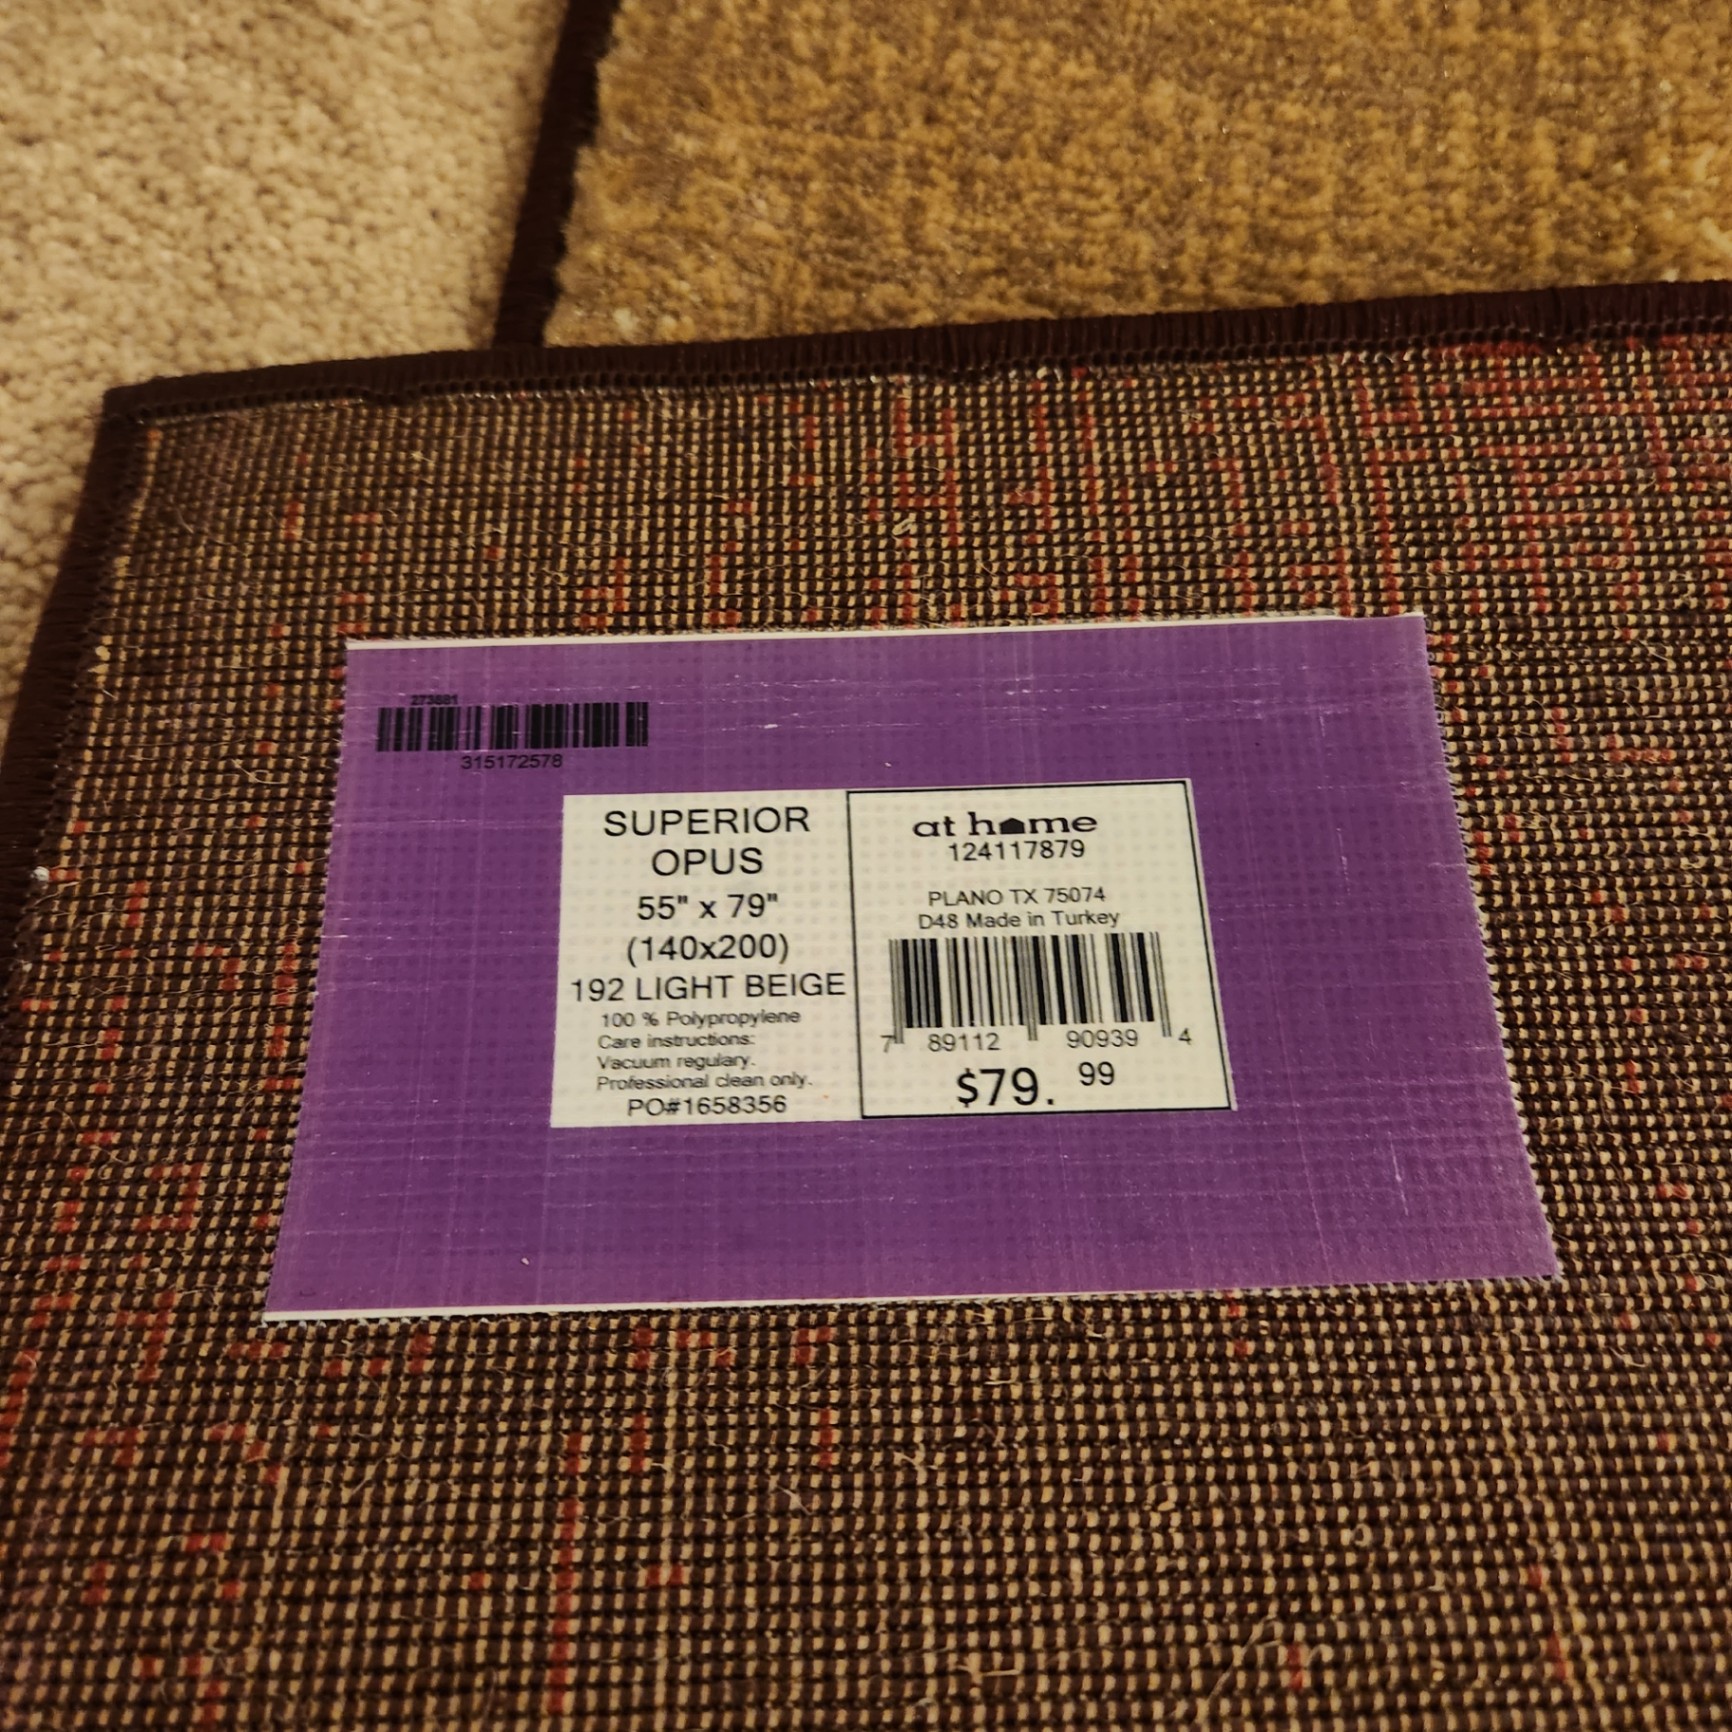 273881
315172578
SUPERIOR
OPUS
55" x 79"
(140x200)
192 LIGHT BEIGE
100 % Polypropylene
Care instructions:
Vacuum regulary.
Professional clean only.
PO#1658356
at home
124117879
PLANO TX 75074
D48 Made in Turkey
7 89112 90939 4
$79. 99